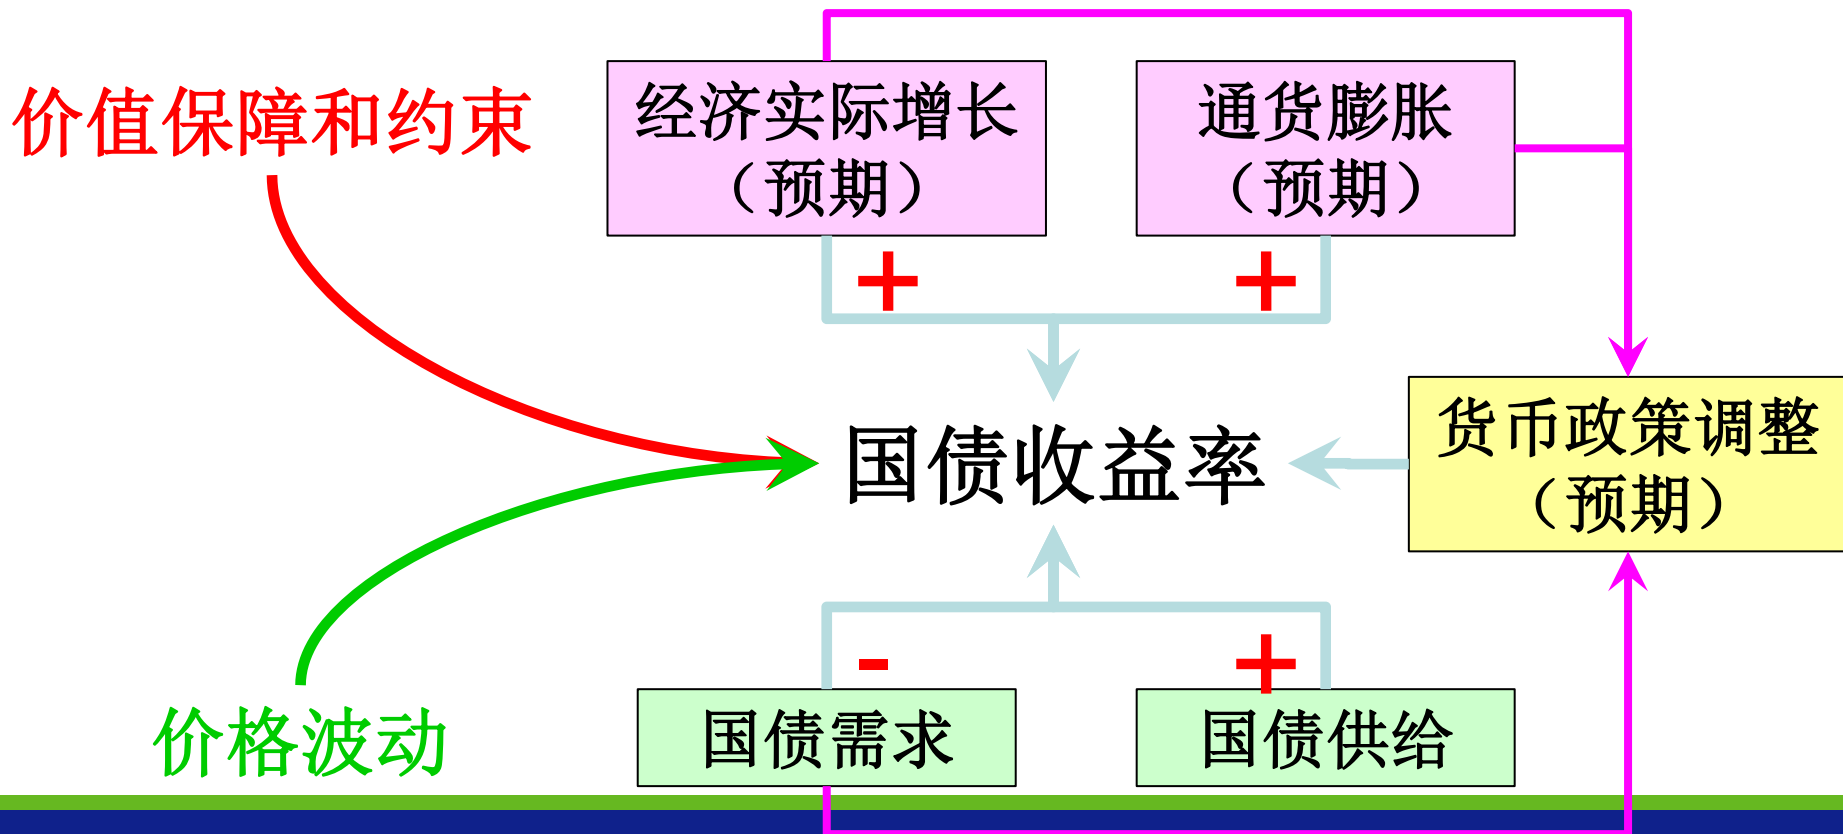 价值保障和约束
经济实际增长
（预期）
通货膨胀
（预期）
+
+
国债收益率
货币政策调整
（预期）
-
+
国债需求
国债供给
价格波动